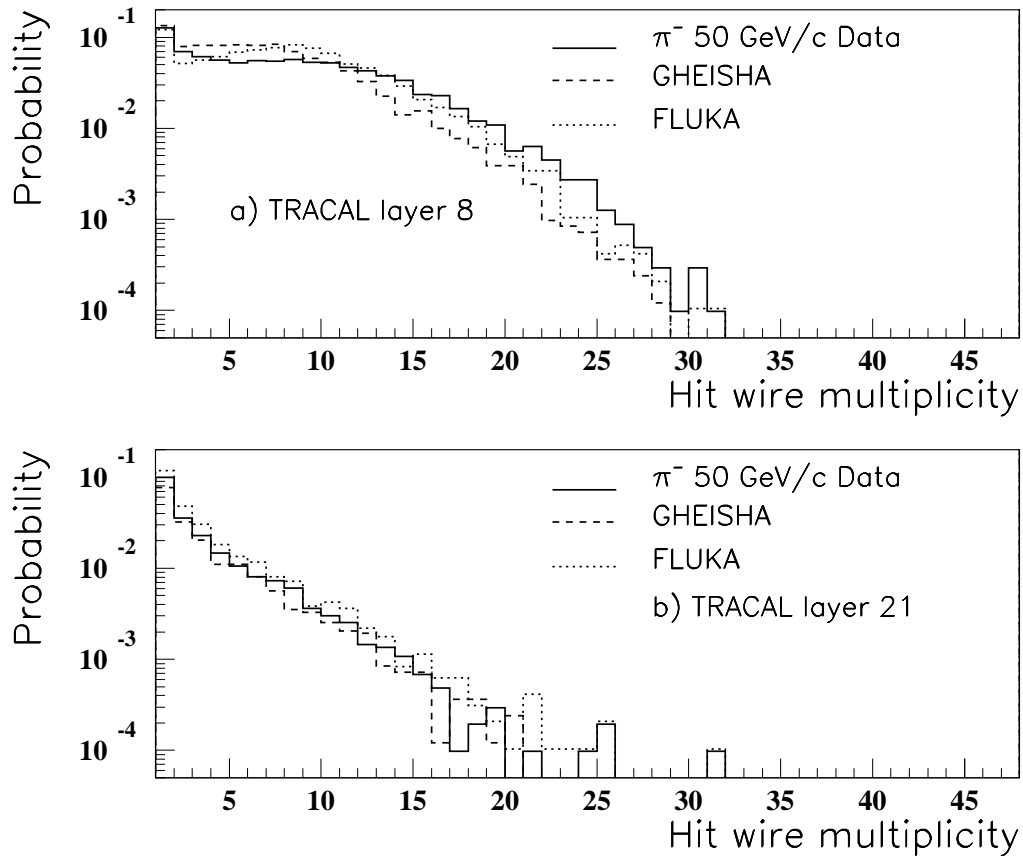 Probability
10 -1
10 -2
10 -3
10 -4
π⁻ 50 GeV/c Data
GHEISHA
FLUKA
a) TRACAL layer 8
5 10 15 20 25 30 35 40 45
Hit wire multiplicity
Probability
10 -1
10 -2
10 -3
10 -4
π⁻ 50 GeV/c Data
GHEISHA
FLUKA
b) TRACAL layer 21
5 10 15 20 25 30 35 40 45
Hit wire multiplicity